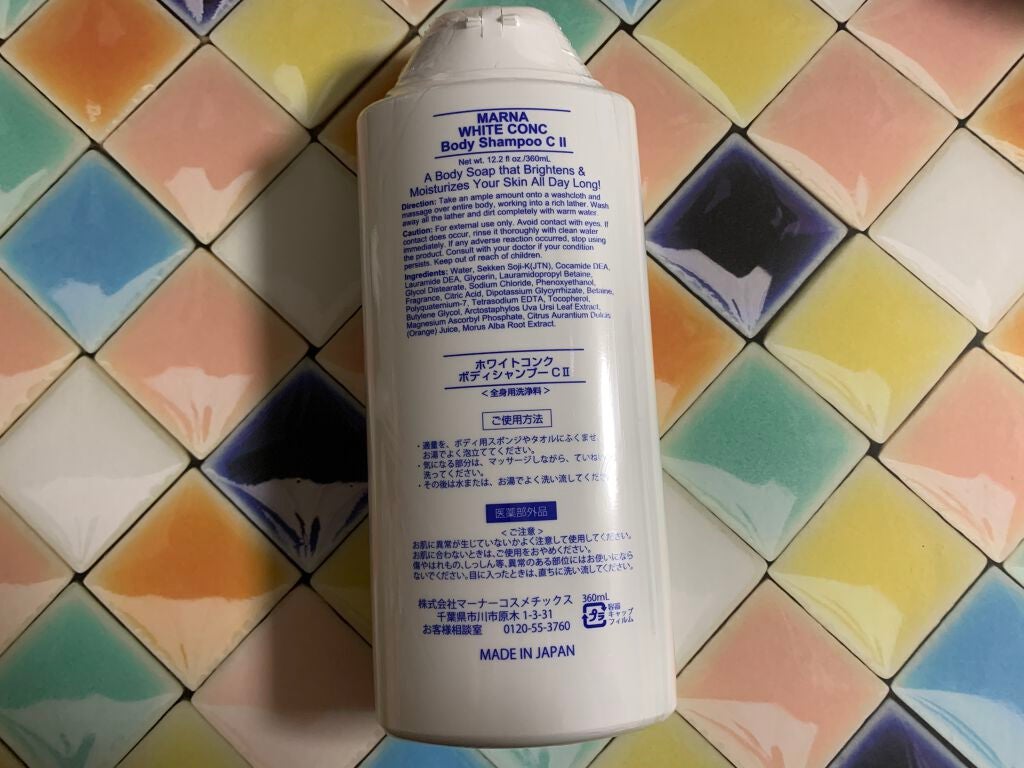 MARNA
WHITE CONC
Body Shampoo C II
Net wt. 12.2 fl oz./360mL
A Body Soap that Brightens &
Moisturizes Your Skin All Day Long!
Direction: Take an ample amount onto a washcloth and
massage over entire body, working into a rich lather. Wash
away all the lather and dirt completely with warm water.
Caution: For external use only. Avoid contact with eyes. If
contact does occur, rinse it thoroughly with clean water
immediately. If any adverse reaction occurred, stop using
the product. Consult with your doctor if your condition
persists. Keep out of reach of children.
Ingredients: Water, Sekken Soji-K(JTN), Cocamide DEA,
Lauramide DEA, Glycerin, Lauramidopropyl Betaine,
Glycol Distearate, Sodium Chloride, Phenoxyethanol,
Fragrance, Citric Acid, Dipotassium Glycyrrhizate, Betaine,
Polyquaternium-7, Tetrasodium EDTA, Tocopherol,
Butylene Glycol, Arctostaphylos Uva Ursi Leaf Extract,
Magnesium Ascorbyl Phosphate, Citrus Aurantium Dulcis
(Orange) Juice, Morus Alba Root Extract.
ホワイトコンク
ボディシャンプーCⅡ
<全身用洗浄料>
ご使用方法
・適量を、ボディ用スポンジやタオルにふくませ
お湯でよく泡立ててください。
・気になる部分は、マッサージしながら、ていね
洗ってください。
・その後は水または、お湯でよく洗い流してくだ
医薬部外品
<ご注意>
お肌に異常が生じていないかよく注意して使用してください。
お肌に合わないときは、ご使用をおやめください。
傷やはれもの、しっしん等、異常のある部位にはお使いになら
ないでください。目に入ったときは、直ちに洗い流してください。
株式会社マーナーコスメチックス 360mL
千葉県市川市原木 1-3-31
お客様相談室 0120-55-3760
プラ
容器
キャップ
フィルム
MADE IN JAPAN